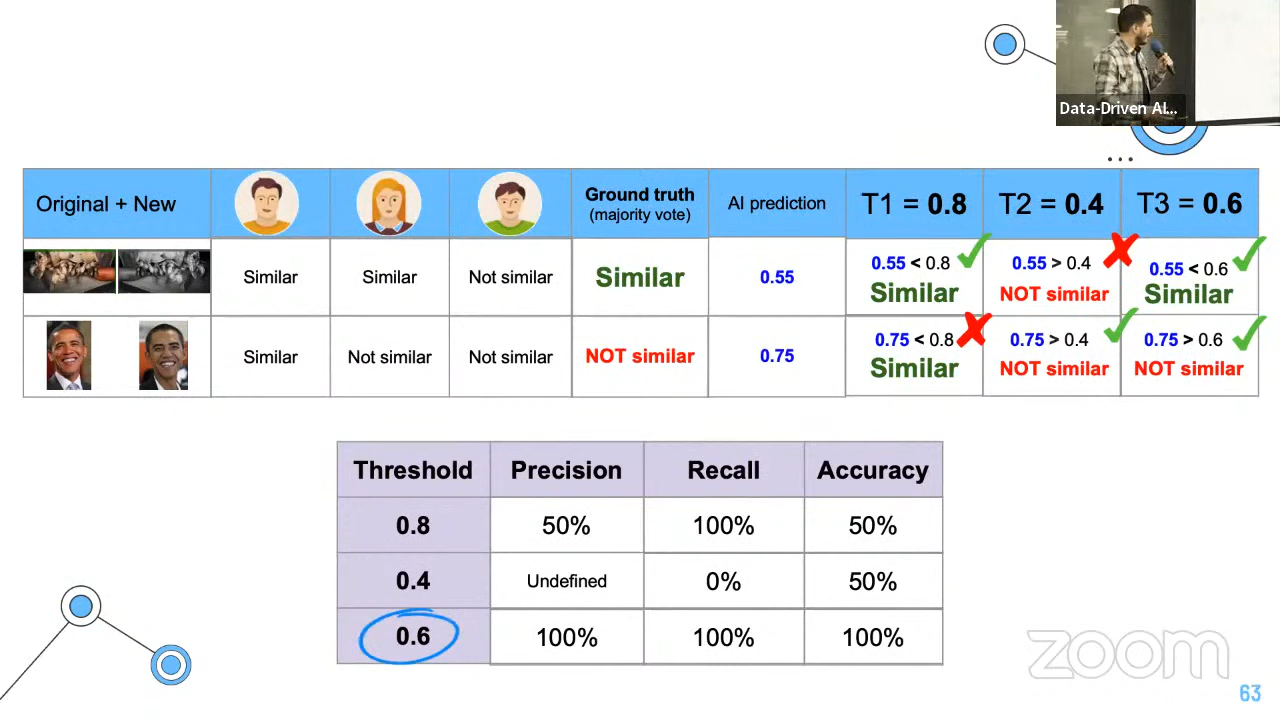 Data-Driven AI...
Original + New
Ground truth
(majority vote)
AI prediction
T1 = 0.8
T2 = 0.4
T3 = 0.6
Similar
Similar
Not similar
Similar
0.55
0.55 < 0.8
Similar
0.55 > 0.4
NOT similar
0.55 < 0.6
Similar
Similar
Not similar
Not similar
NOT similar
0.75
0.75 < 0.8
Similar
0.75 > 0.4
NOT similar
0.75 > 0.6
NOT similar
Threshold Precision Recall Accuracy
0.8 50% 100% 50%
0.4 Undefined 0% 50%
0.6 100% 100% 100%
zoom
63